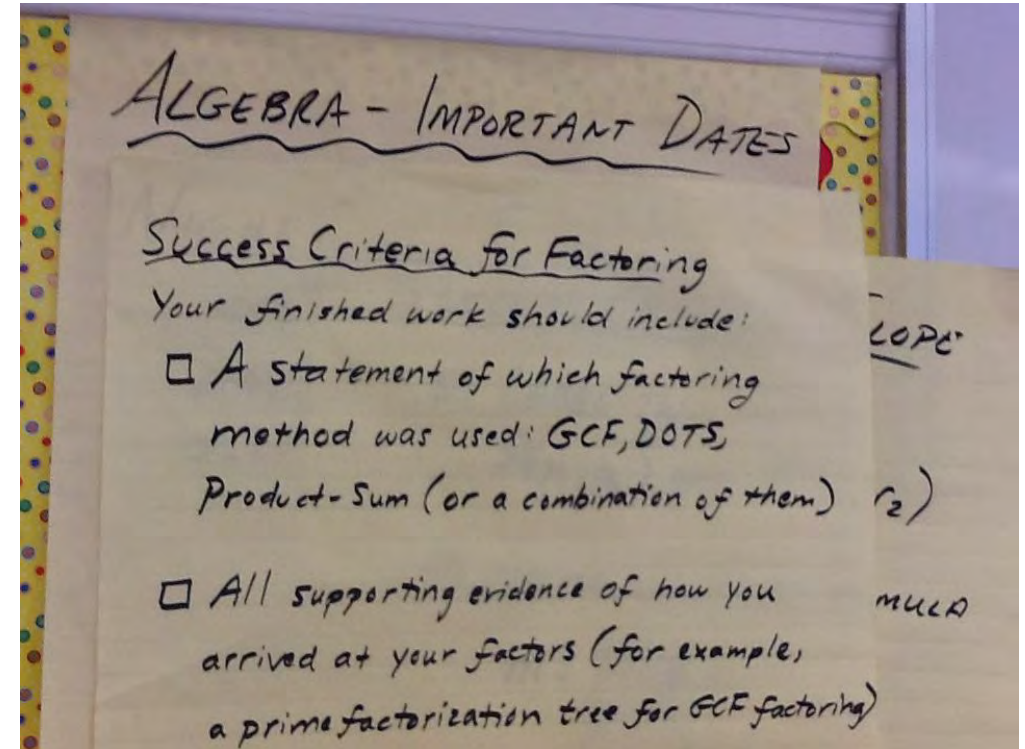 ALGEBRA - IMPORTANT DATES
Success Criteria for Factoring
Your finished work should include:
□ A statement of which factoring
method was used: GCF, DOTS,
Product-Sum (or a combination of them)
□ All supporting evidence of how you
arrived at your factors (for example,
a prime factorization tree for GCF factoring)